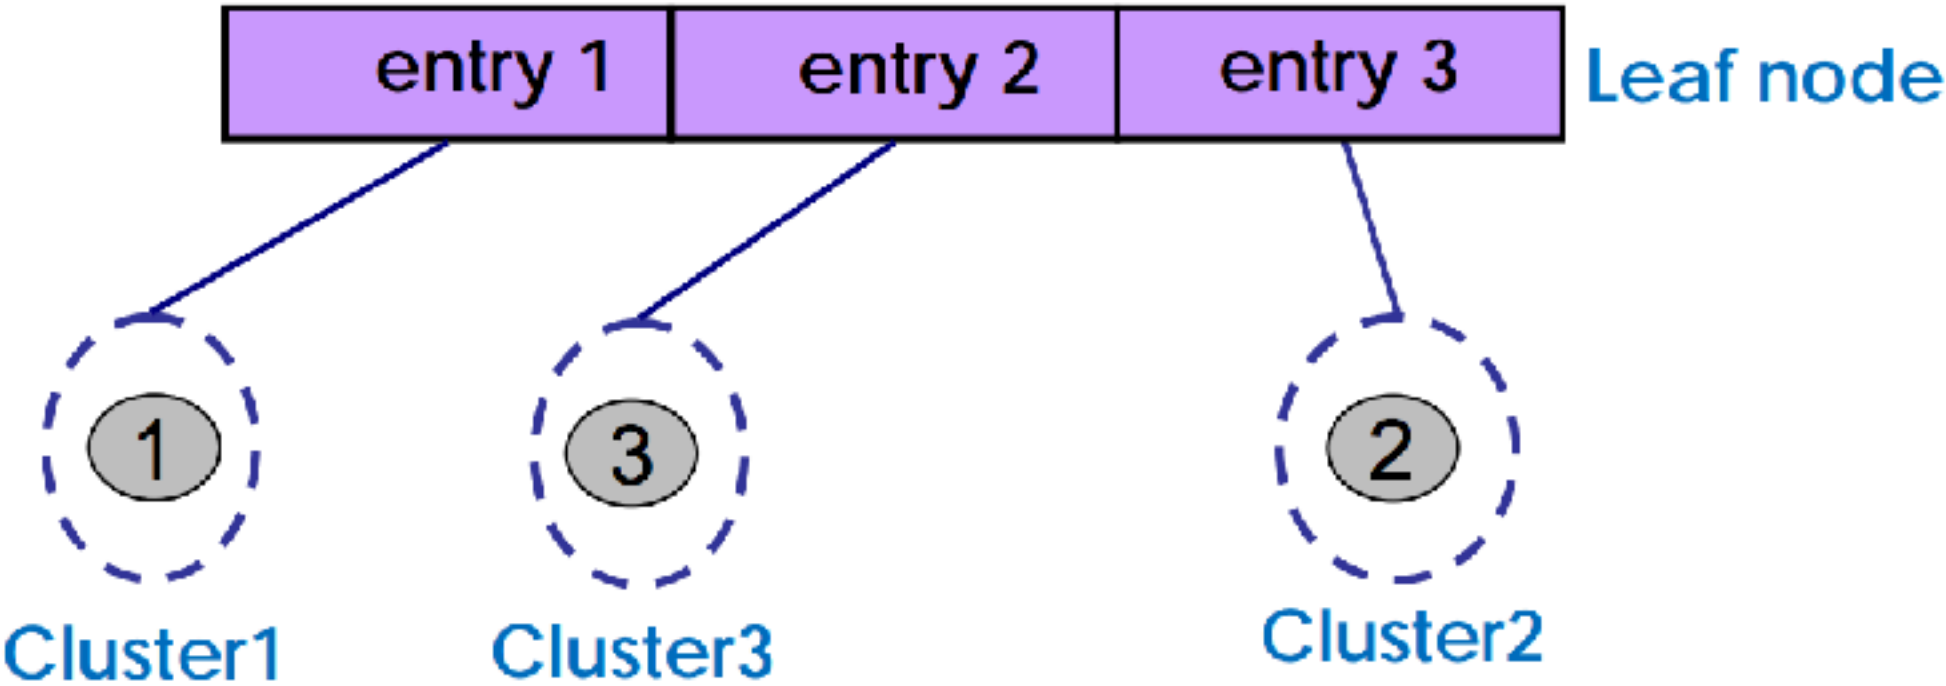 entry 1 entry 2 entry 3 Leaf node
1 3 2
Cluster1 Cluster3 Cluster2